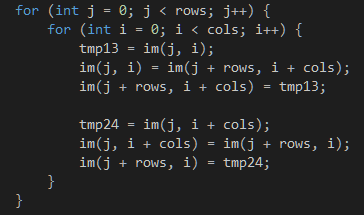 for (int j = 0; j < rows; j++) {
    for (int i = 0; i < cols; i++) {
        tmp13 = im(j, i);
        im(j, i) = im(j + rows, i + cols);
        im(j + rows, i + cols) = tmp13;

        tmp24 = im(j, i + cols);
        im(j, i + cols) = im(j + rows, i);
        im(j + rows, i) = tmp24;
    }
}